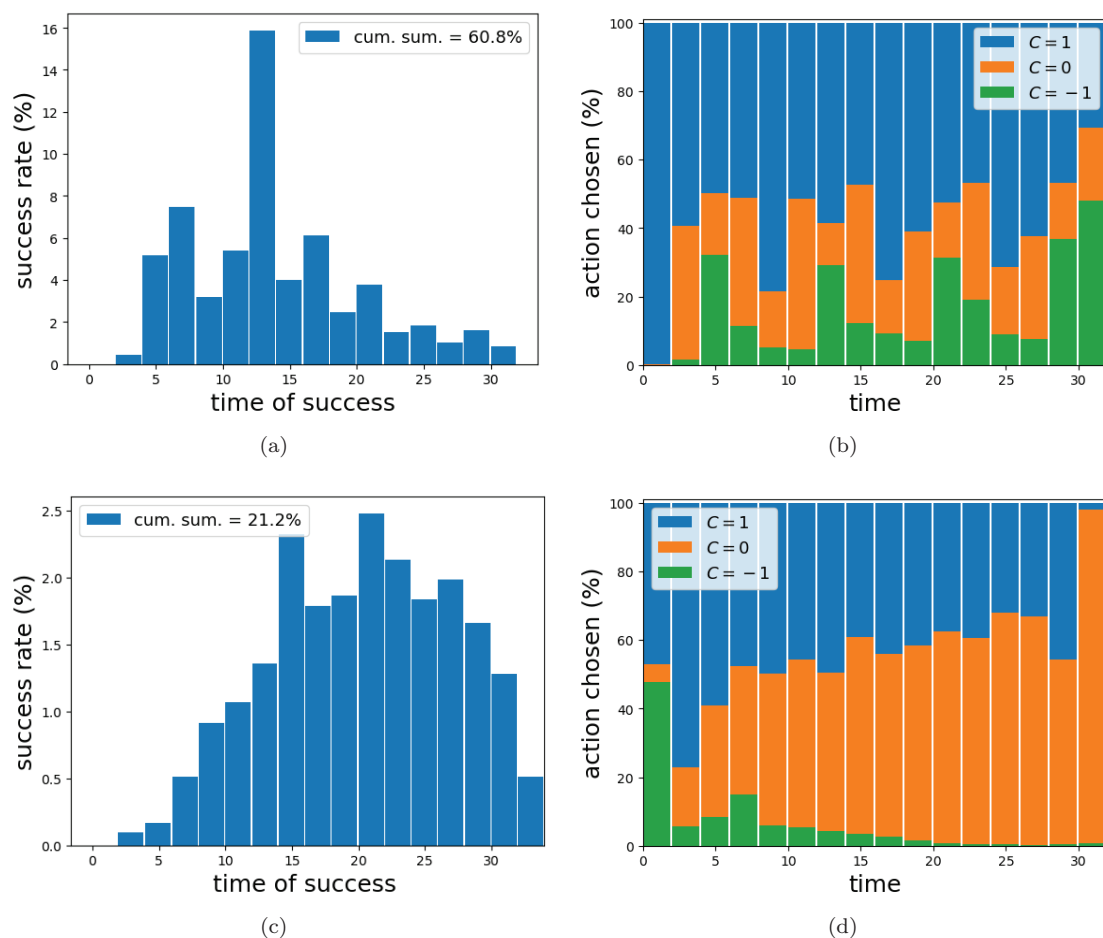 cum. sum. = 60.8%
success rate (%)
16
14
12
10
8
6
4
2
0
0 5 10 15 20 25 30
time of success
(a)
C = 1
C = 0
C = −1
action chosen (%)
100
80
60
40
20
0
0 5 10 15 20 25 30
time
(b)
cum. sum. = 21.2%
success rate (%)
2.5
2.0
1.5
1.0
0.5
0.0
0 5 10 15 20 25 30
time of success
(c)
C = 1
C = 0
C = −1
action chosen (%)
100
80
60
40
20
0
0 5 10 15 20 25 30
time
(d)